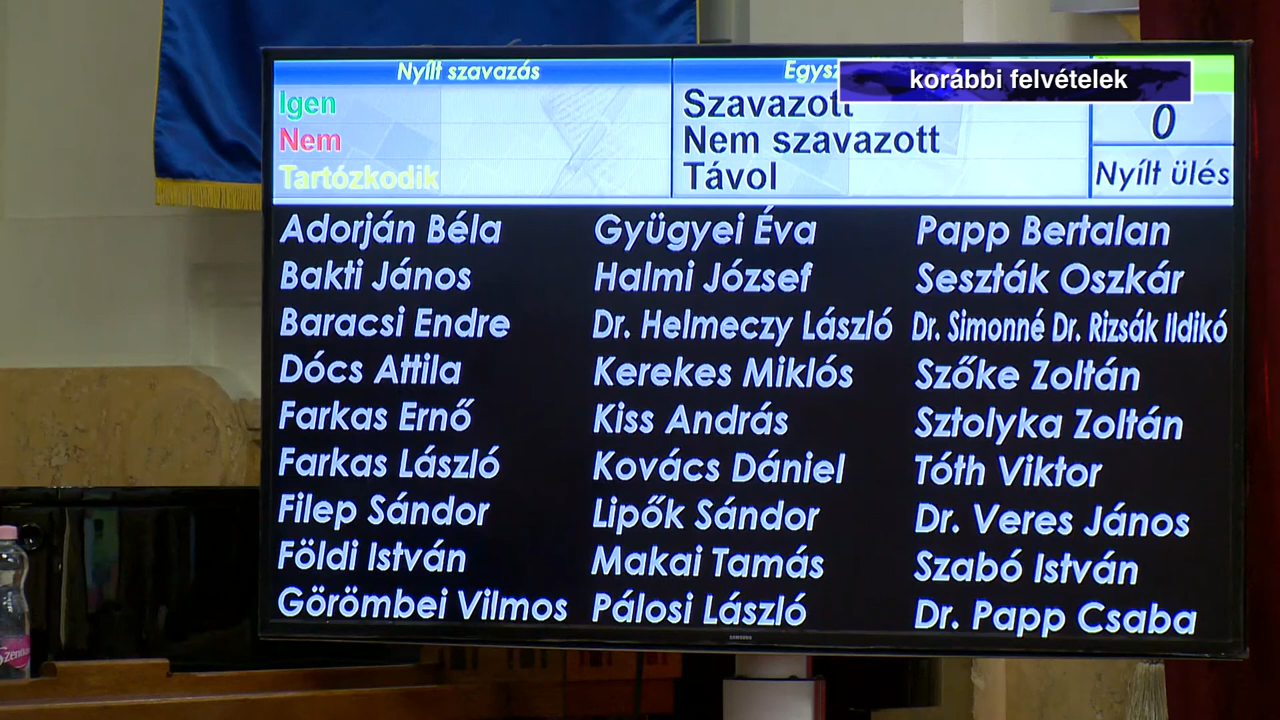 korábbi felvételek
Nyílt szavazás
Igen
Nem
Tartózkodik
Szavazott
Nem szavazott
Távol
0
Nyílt ülés
Adorján Béla
Bakti János
Baracsi Endre
Dócs Attila
Farkas Ernő
Farkas László
Filep Sándor
Földi István
Görömbei Vilmos
Gyügyei Éva
Halmi József
Dr. Helmeczy László
Kerekes Miklós
Kiss András
Kovács Dániel
Lipők Sándor
Makai Tamás
Pálosi László
Papp Bertalan
Seszták Oszkár
Dr. Simonné Dr. Rizsák Ildikó
Szőke Zoltán
Sztolyka Zoltán
Tóth Viktor
Dr. Veres János
Szabó István
Dr. Papp Csaba
SAMSUNG